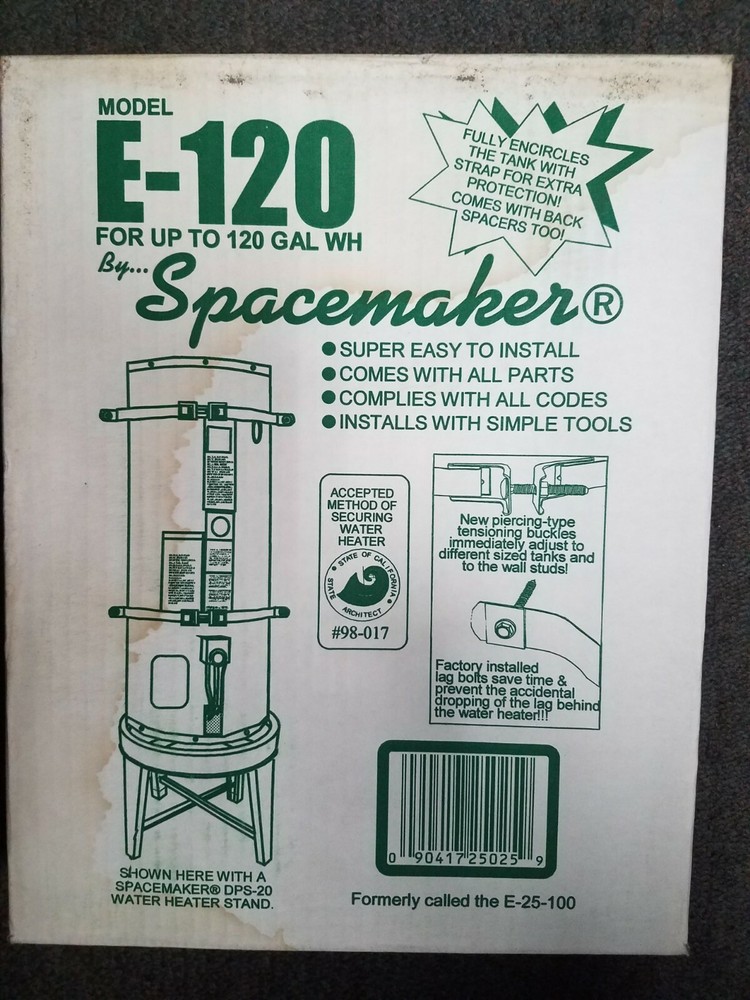 MODEL
E-120
FOR UP TO 120 GAL WH
By...
Spacemaker®
FULLY ENCIRCLES
THE TANK WITH
STRAP FOR EXTRA
PROTECTION!
COMES WITH BACK
SPACERS TOO!
●SUPER EASY TO INSTALL
●COMES WITH ALL PARTS
●COMPLIES WITH ALL CODES
●INSTALLS WITH SIMPLE TOOLS
ACCEPTED
METHOD OF
SECURING
WATER
HEATER
STATE OF CALIFORNIA
STATE ARCHITECT
#98-017
New piercing-type
tensioning buckles
immediately adjust to
different sized tanks and
to the wall studs!
Factory installed
lag bolts save time &
prevent the accidental
dropping of the lag behind
the water heater!!!
0 90417 25025 9
SHOWN HERE WITH A
SPACEMAKER® DPS-20
WATER HEATER STAND.
Formerly called the E-25-100